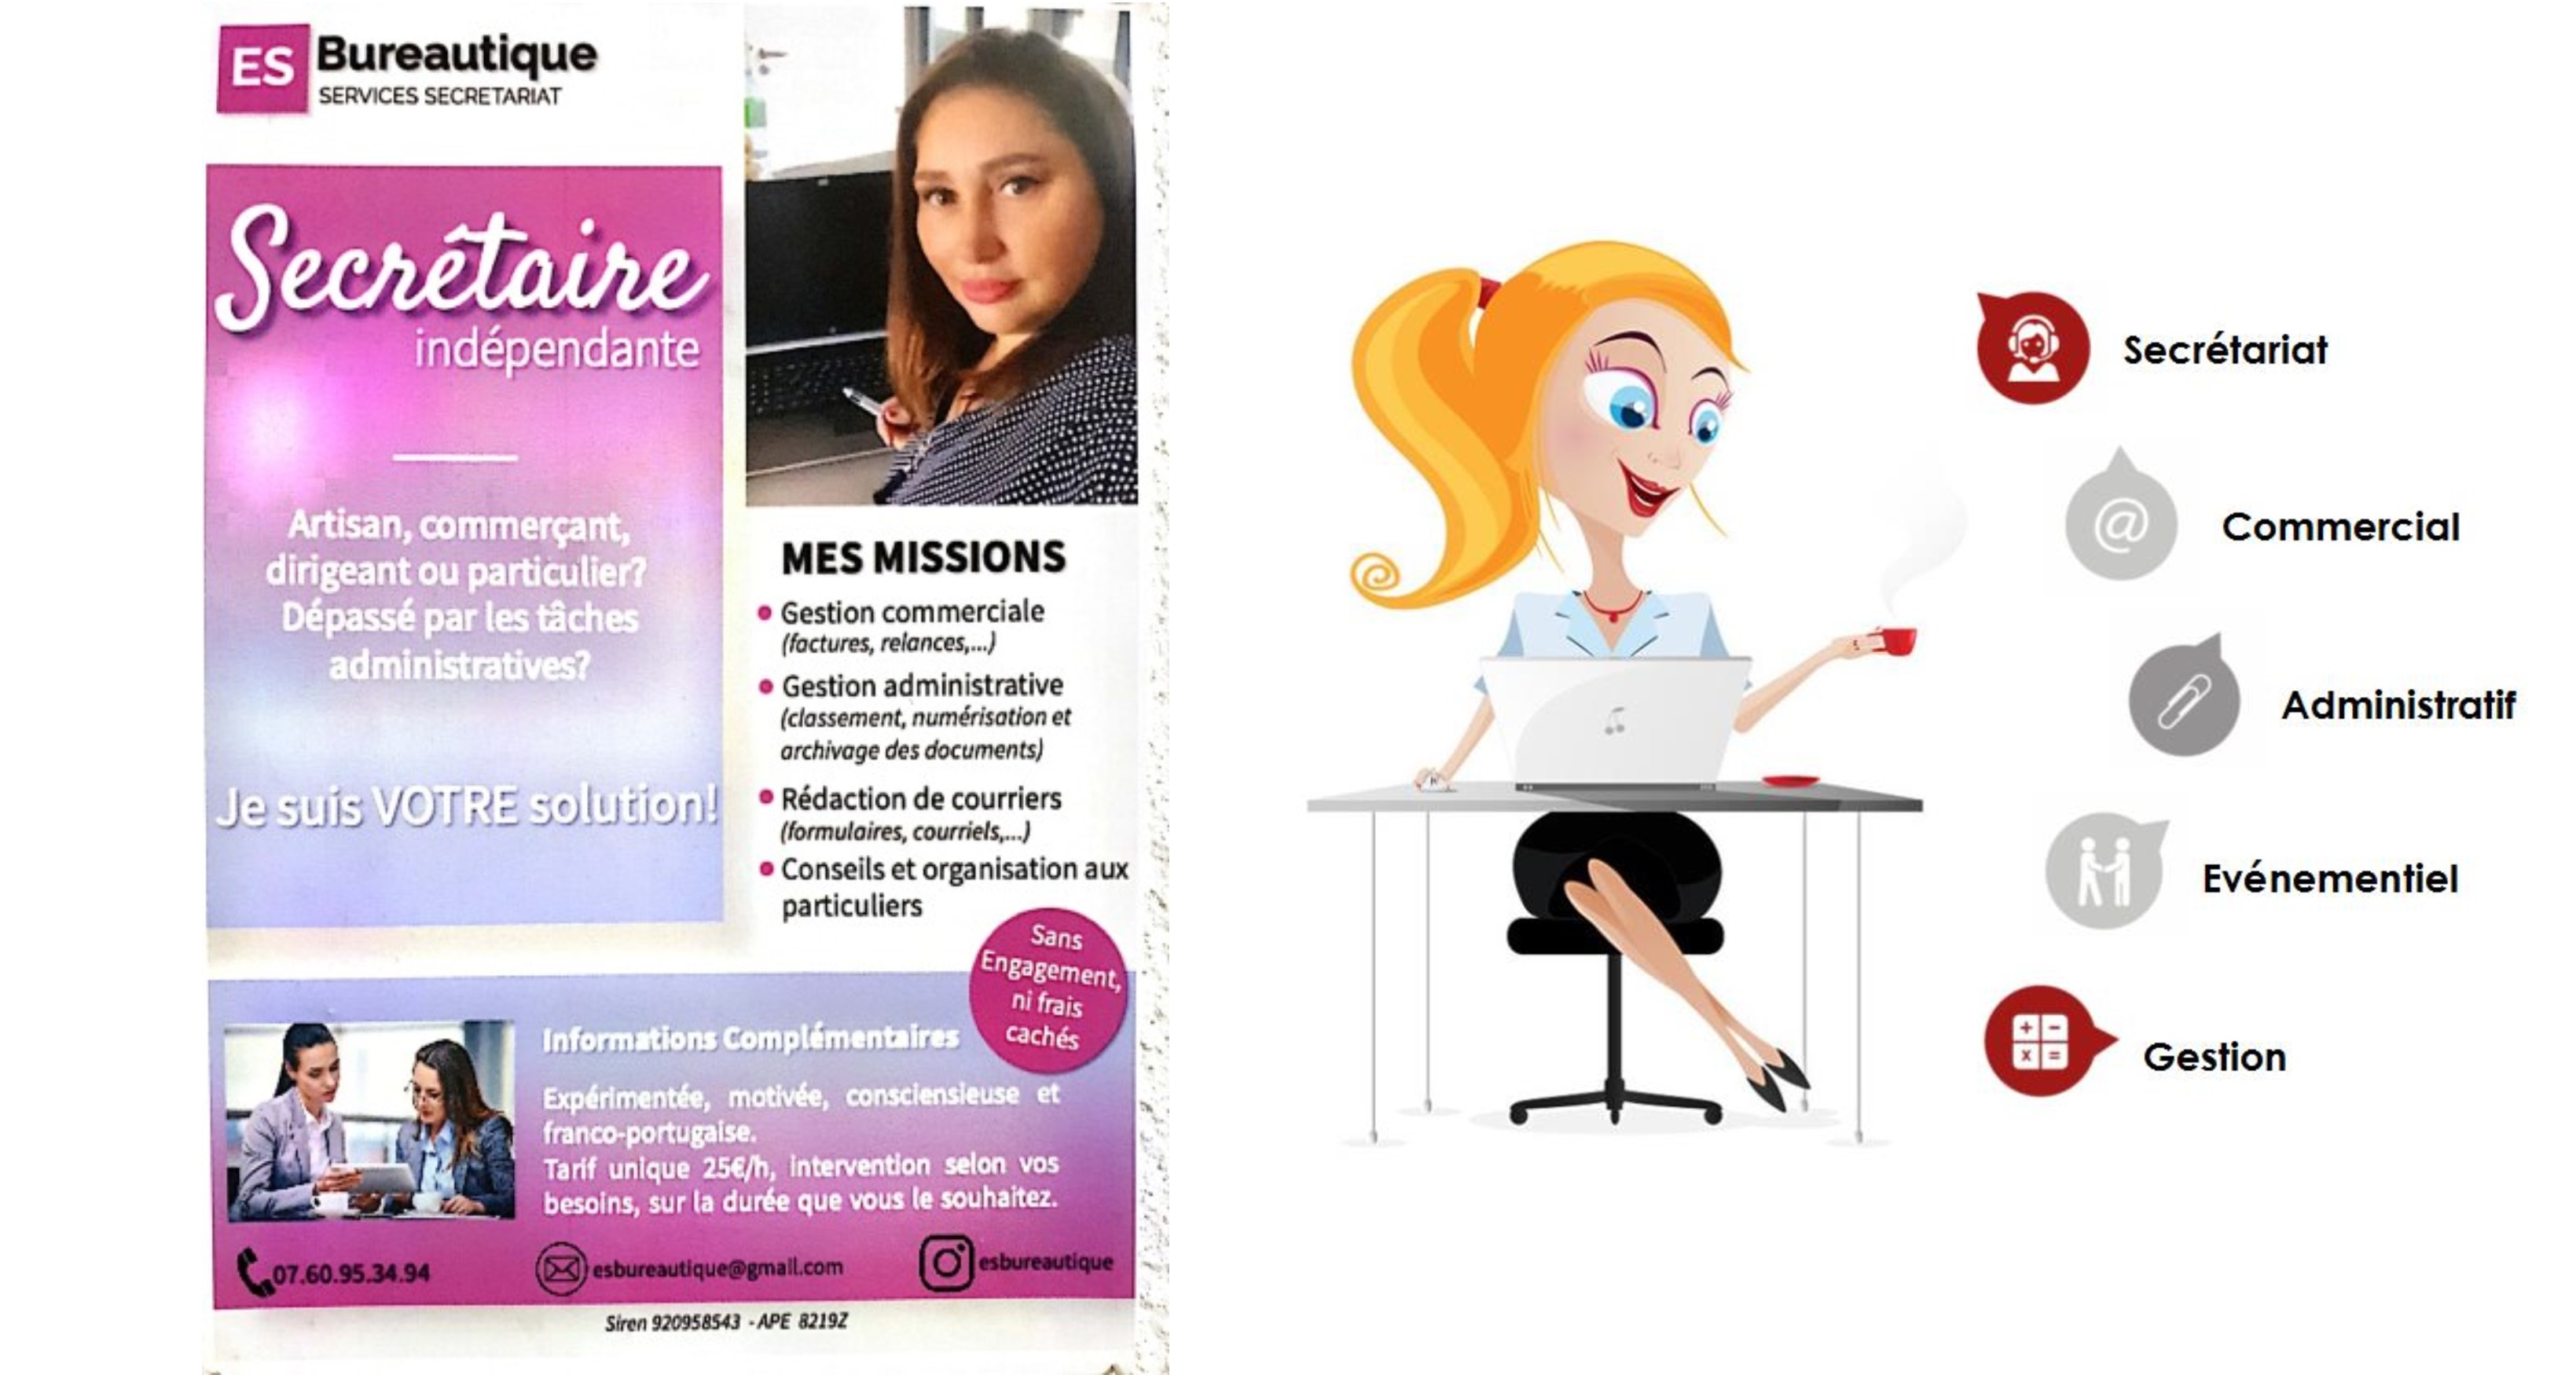 ES Bureautique
SERVICES SECRETARIAT
Secrétaire
indépendante
Artisan, commerçant,
dirigeant ou particulier?
Dépassé par les tâches
administratives?
Je suis VOTRE solution!
MES MISSIONS
• Gestion commerciale
(factures, relances,...)
• Gestion administrative
(classement, numérisation et
archivage des documents)
• Rédaction de courriers
(formulaires, courriels,...)
• Conseils et organisation aux
particuliers
Sans
Engagement,
ni frais
cachés
Informations Complémentaires
Expérimentée, motivée, consciensieuse et
franco-portugaise.
Tarif unique 25€/h, intervention selon vos
besoins, sur la durée que vous le souhaitez.
07.60.95.34.94
esbureautique@gmail.com
esbureautique
Siren 920958543 - APE 8219Z
Secrétariat
@
Commercial
Administratif
Evénementiel
+ −
x =
Gestion